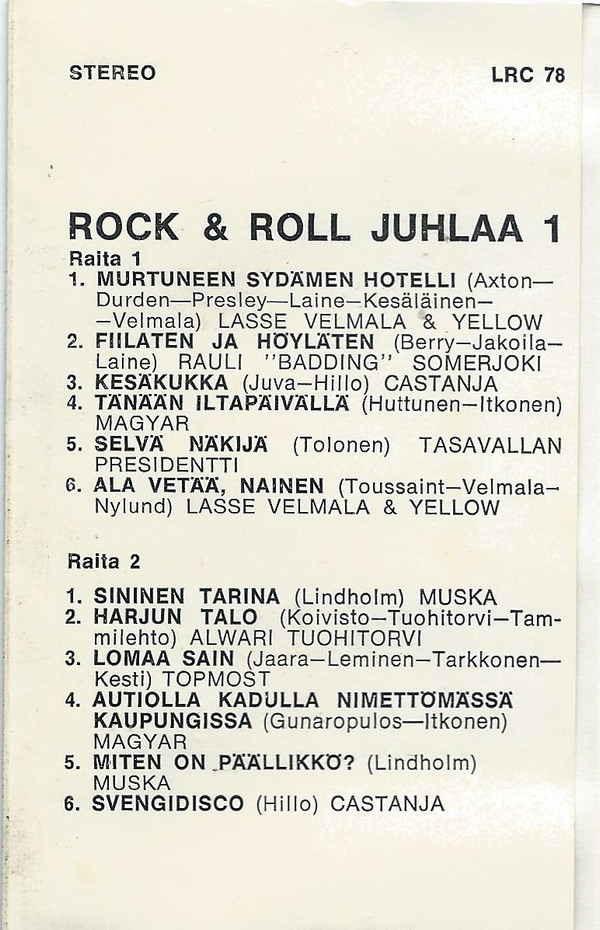 STEREO LRC 78
ROCK & ROLL JUHLAA 1
Raita 1
1. MURTUNEEN SYDÄMEN HOTELLI (Axton—
Durden—Presley—Laine—Kesäläinen—
—Velmala) LASSE VELMALA & YELLOW
2. FIILATEN JA HÖYLÄTEN (Berry—Jakoila—
Laine) RAULI ”BADDING” SOMERJOKI
3. KESÄKUKKA (Juva—Hillo) CASTANJA
4. TÄNÄÄN ILTAPÄIVÄLLÄ (Huttunen—Itkonen)
MAGYAR
5. SELVÄ NÄKIJÄ (Tolonen) TASAVALLAN
PRESIDENTTI
6. ALA VETÄÄ, NAINEN (Toussaint—Velmala—
Nylund) LASSE VELMALA & YELLOW
Raita 2
1. SININEN TARINA (Lindholm) MUSKA
2. HARJUN TALO (Koivisto—Tuohitorvi—Tam-
milehto) ALWARI TUOHITORVI
3. LOMAA SAIN (Jaara—Leminen—Tarkkonen—
Kesti) TOPMOST
4. AUTIOLLA KADULLA NIMETTÖMÄSSÄ
KAUPUNGISSA (Gunaropulos—Itkonen)
MAGYAR
5. MITEN ON PÄÄLLIKKÖ? (Lindholm)
MUSKA
6. SVENGIDISCO (Hillo) CASTANJA